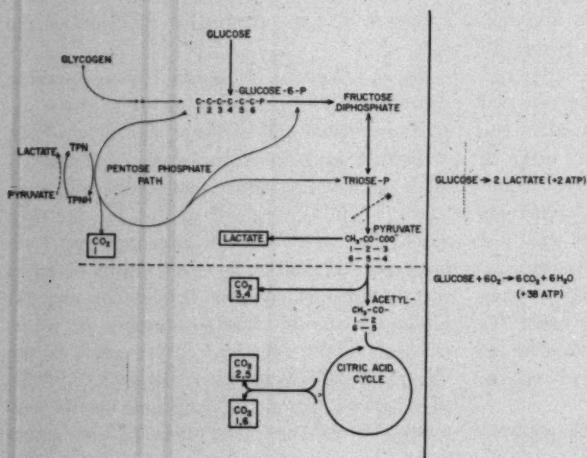 GLUCOSE
GLYCOGEN
GLUCOSE-6-P
C-C-C-C-C-C-P
1 2 3 4 5 6
FRUCTOSE
DIPHOSPHATE
LACTATE
TPN
PENTOSE PHOSPHATE
PATH
PYRUVATE
TPNH
TRIOSE-P
GLUCOSE → 2 LACTATE (+2 ATP)
CO₂
1
LACTATE
PYRUVATE
CH₃-CO-COO⁻
1 — 2 — 3
6 — 5 — 4
CO₂
3,4
GLUCOSE + 6O₂ → 6CO₂ + 6H₂O
(+38 ATP)
ACETYL-
CH₃-CO-
1 — 2
6 — 5
CO₂
2,5
CITRIC ACID
CYCLE
CO₂
1,6